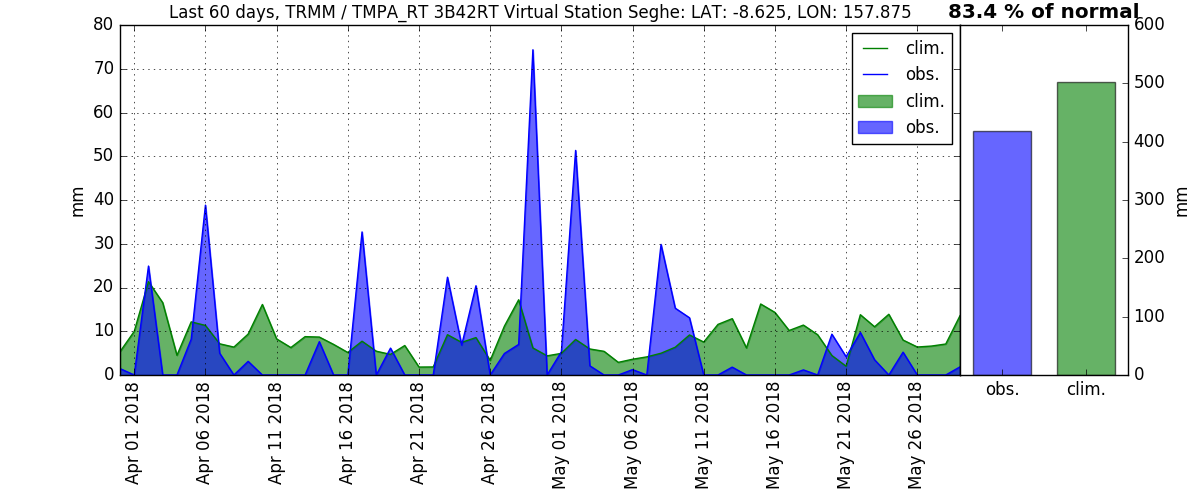 Last 60 days, TRMM / TMPA_RT 3B42RT Virtual Station Seghe: LAT: -8.625, LON: 157.875
83.4 % of normal
80
70
60
50
40
30
20
10
0
mm
clim.
obs.
clim.
obs.
Apr 01 2018
Apr 06 2018
Apr 11 2018
Apr 16 2018
Apr 21 2018
Apr 26 2018
May 01 2018
May 06 2018
May 11 2018
May 16 2018
May 21 2018
May 26 2018
600
500
400
300
200
100
0
mm
obs.
clim.